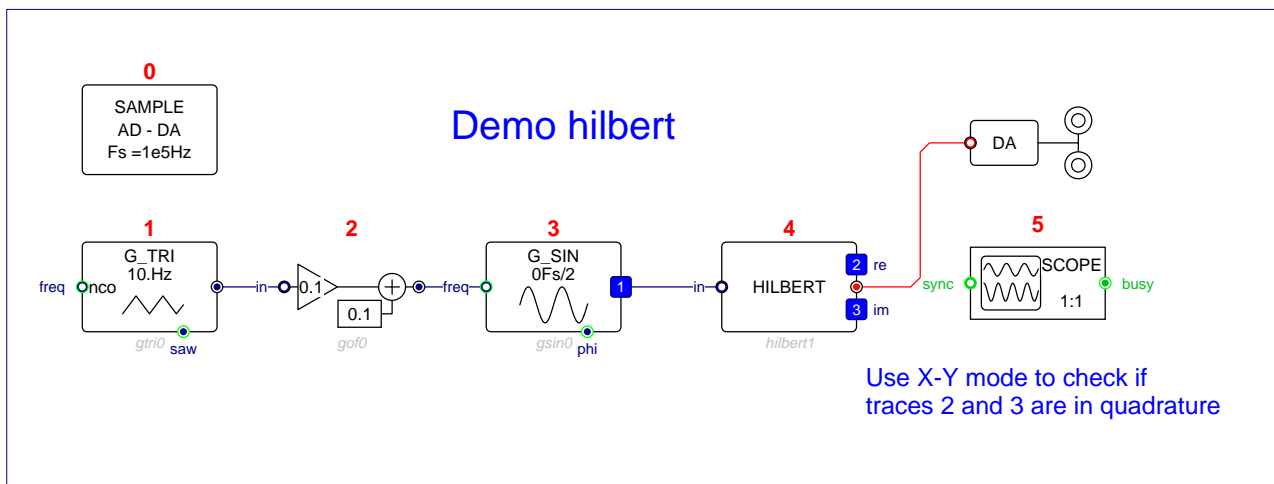 0
SAMPLE
AD - DA
Fs =1e5Hz
Demo hilbert
DA
1
2
3
4
5
G_TRI
10.Hz
freq
nco
gtri0
saw
in
0.1
0.1
gof0
freq
G_SIN
0Fs/2
1
gsin0
phi
in
HILBERT
2 re
3 im
hilbert1
sync
SCOPE
1:1
busy
Use X-Y mode to check if
traces 2 and 3 are in quadrature